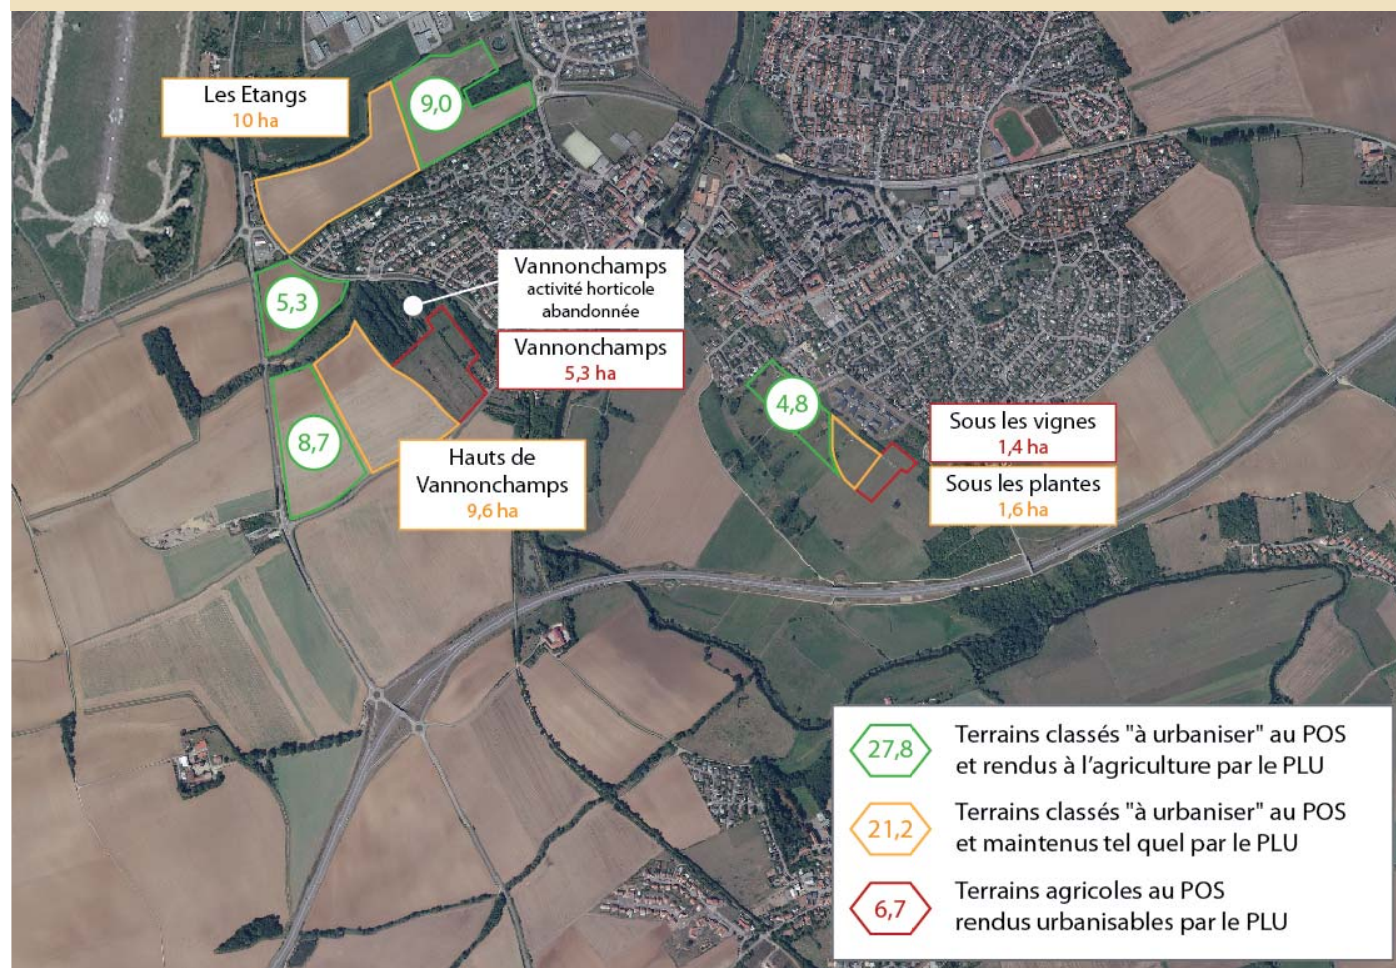 Les Etangs
10 ha
9,0
5,3
Vannonchamps
activité horticole
abandonnée
Vannonchamps
5,3 ha
8,7
Hauts de
Vannonchamps
9,6 ha
4,8
Sous les vignes
1,4 ha
Sous les plantes
1,6 ha
27,8
Terrains classés "à urbaniser" au POS
et rendus à l'agriculture par le PLU
21,2
Terrains classés "à urbaniser" au POS
et maintenus tel quel par le PLU
6,7
Terrains agricoles au POS
rendus urbanisables par le PLU